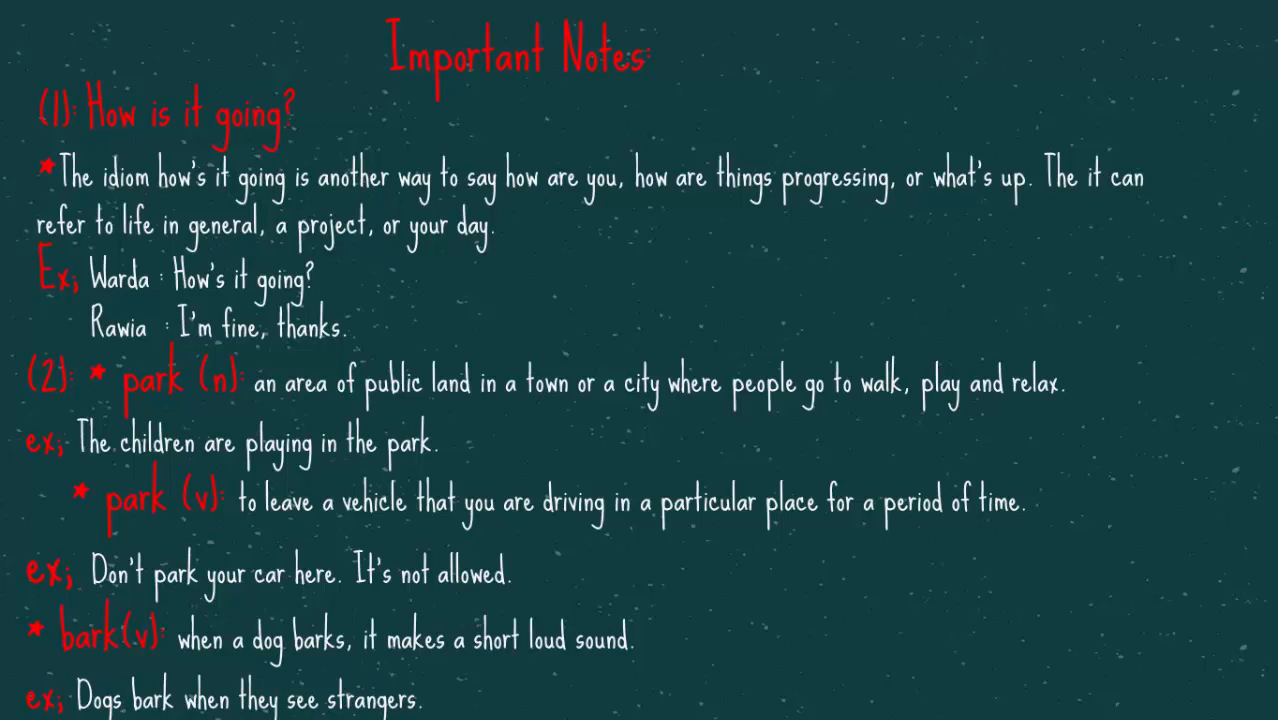 Important Notes:
(1): How is it going?
*The idiom how's it going is another way to say how are you, how are things progressing, or what's up. The it can
refer to life in general, a project, or your day.
Ex; Warda : How's it going?
Rawia : I'm fine, thanks.
(2): * park (n): an area of public land in a town or a city where people go to walk, play and relax.
ex; The children are playing in the park.
* park (v): to leave a vehicle that you are driving in a particular place for a period of time.
ex; Don't park your car here. It's not allowed.
* bark(v): when a dog barks, it makes a short loud sound.
ex; Dogs bark when they see strangers.